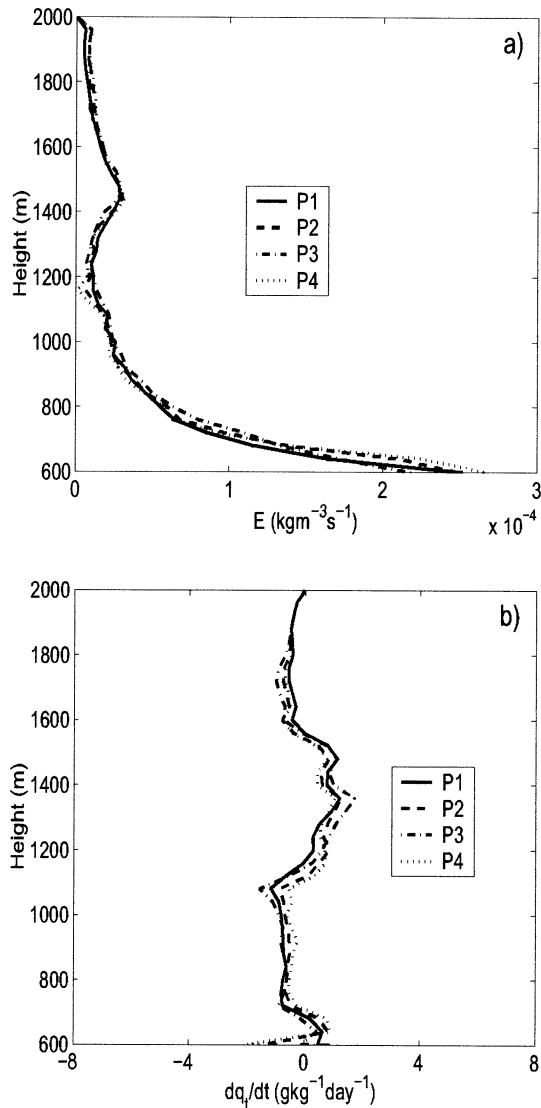 a)
2000
1800
1600
1400
1200
1000
800
600
Height (m)
P1
P2
P3
P4
0 1 2 3
E (kgm⁻³s⁻¹)
x 10⁻⁴
b)
2000
1800
1600
1400
1200
1000
800
600
Height (m)
P1
P2
P3
P4
−8 −4 0 4 8
dqₜ/dt (gkg⁻¹day⁻¹)